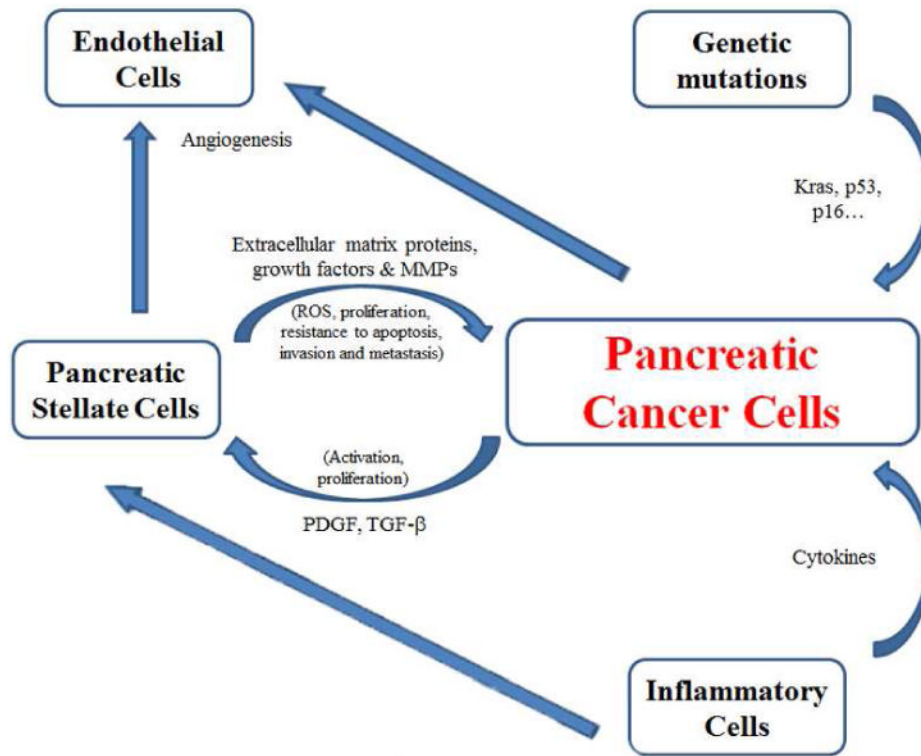 Endothelial
Cells
Genetic
mutations
Angiogenesis
Kras, p53,
p16…
Extracellular matrix proteins,
growth factors & MMPs
(ROS, proliferation,
resistance to apoptosis,
invasion and metastasis)
Pancreatic
Stellate Cells
Pancreatic
Cancer Cells
(Activation,
proliferation)
PDGF, TGF-β
Cytokines
Inflammatory
Cells